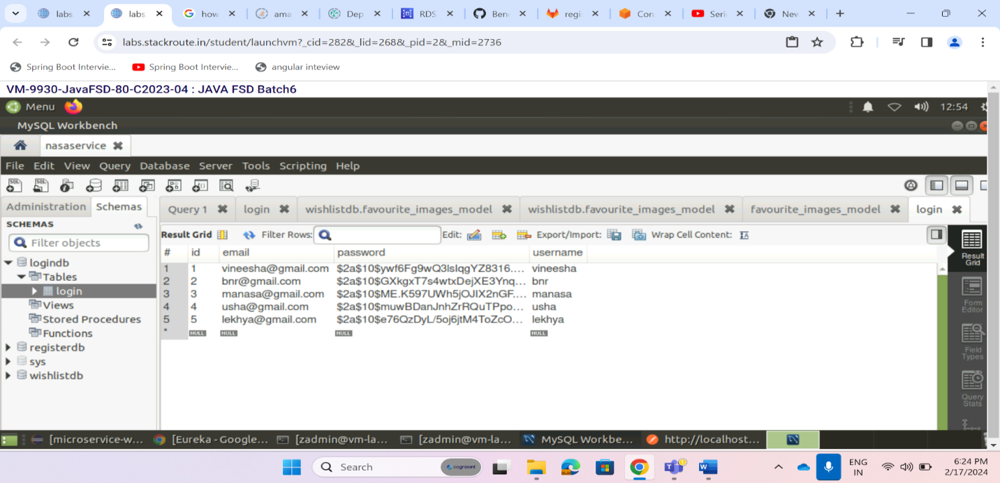 labs
labs
how
ama
Dep
RDS
Ben
regi
Con
Seri
Nev
labs.stackroute.in/student/launchvm?_cid=282&_lid=268&_pid=2&_mid=2736
Spring Boot Intervie... Spring Boot Intervie... angular inteview
VM-9930-JavaFSD-80-C2023-04 : JAVA FSD Batch6
Menu 12:54
MySQL Workbench
nasaservice
File Edit View Query Database Server Tools Scripting Help
Administration Schemas Query 1 login wishlistdb.favourite_images_model wishlistdb.favourite_images_model favourite_images_model login
SCHEMAS
Filter objects
logindb
Tables
login
Views
Stored Procedures
Functions
registerdb
sys
wishlistdb
Result Grid Filter Rows: Edit: Export/Import: Wrap Cell Content:
# id email password username
1 1 vineesha@gmail.com $2a$10$ywf6Fg9wQ3lslqgYZ8316.... vineesha
2 2 bnr@gmail.com $2a$10$GXkgxT7s4wtxDejXE3Ynq... bnr
3 3 manasa@gmail.com $2a$10$ME.K597UWh5jOJIX2nGF.... manasa
4 4 usha@gmail.com $2a$10$muwBDanJnhZrRQuTPpo... usha
5 5 lekhya@gmail.com $2a$10$e76QzDyL/5oj6jtM4ToZcO... lekhya
* NULL NULL NULL NULL
Result
Grid
Form
Editor
Field
Types
Query
Stats
[microservice-w... [Eureka - Google... [zadmin@vm-la... [zadmin@vm-la... MySQL Workbe... http://localhost...
Search cognizant
ENG
IN
6:24 PM
2/17/2024